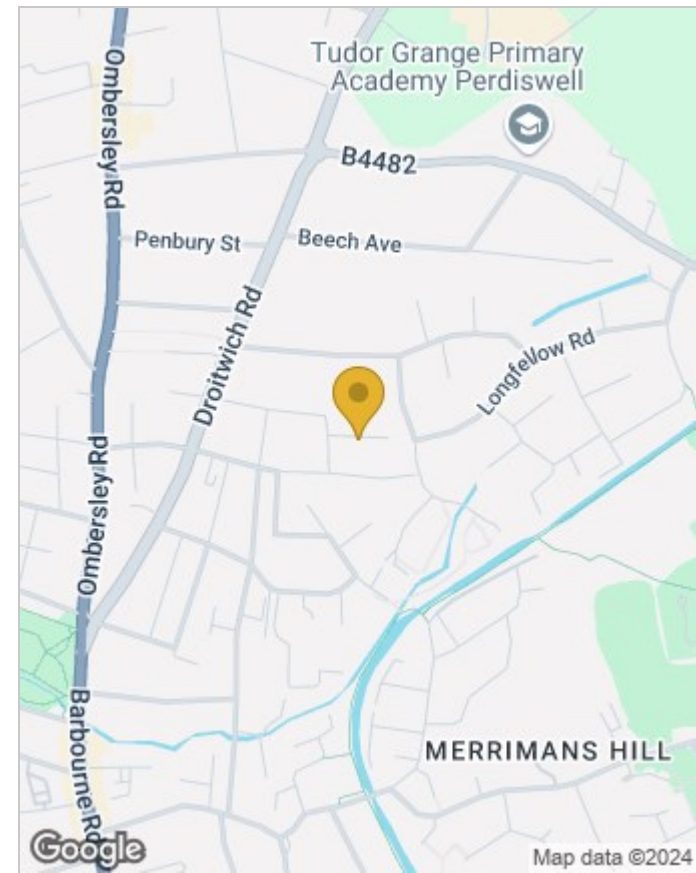 Tudor Grange Primary
Academy Perdiswell
Ombersley Rd
B4482
Penbury St
Beech Ave
Droitwich Rd
Longfellow Rd
Ombersley Rd
Barbourne Rd
MERRIMANS HILL
Google
Map data ©2024